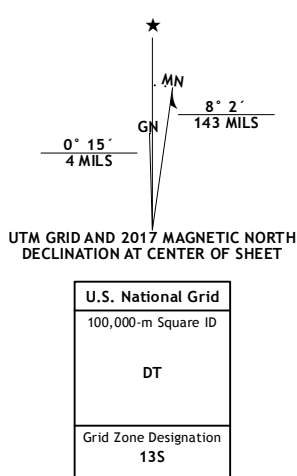 ★
MN
GN
8° 2´
143 MILS
0° 15´
4 MILS
UTM GRID AND 2017 MAGNETIC NORTH
DECLINATION AT CENTER OF SHEET
U.S. National Grid
100,000-m Square ID
DT
Grid Zone Designation
13S